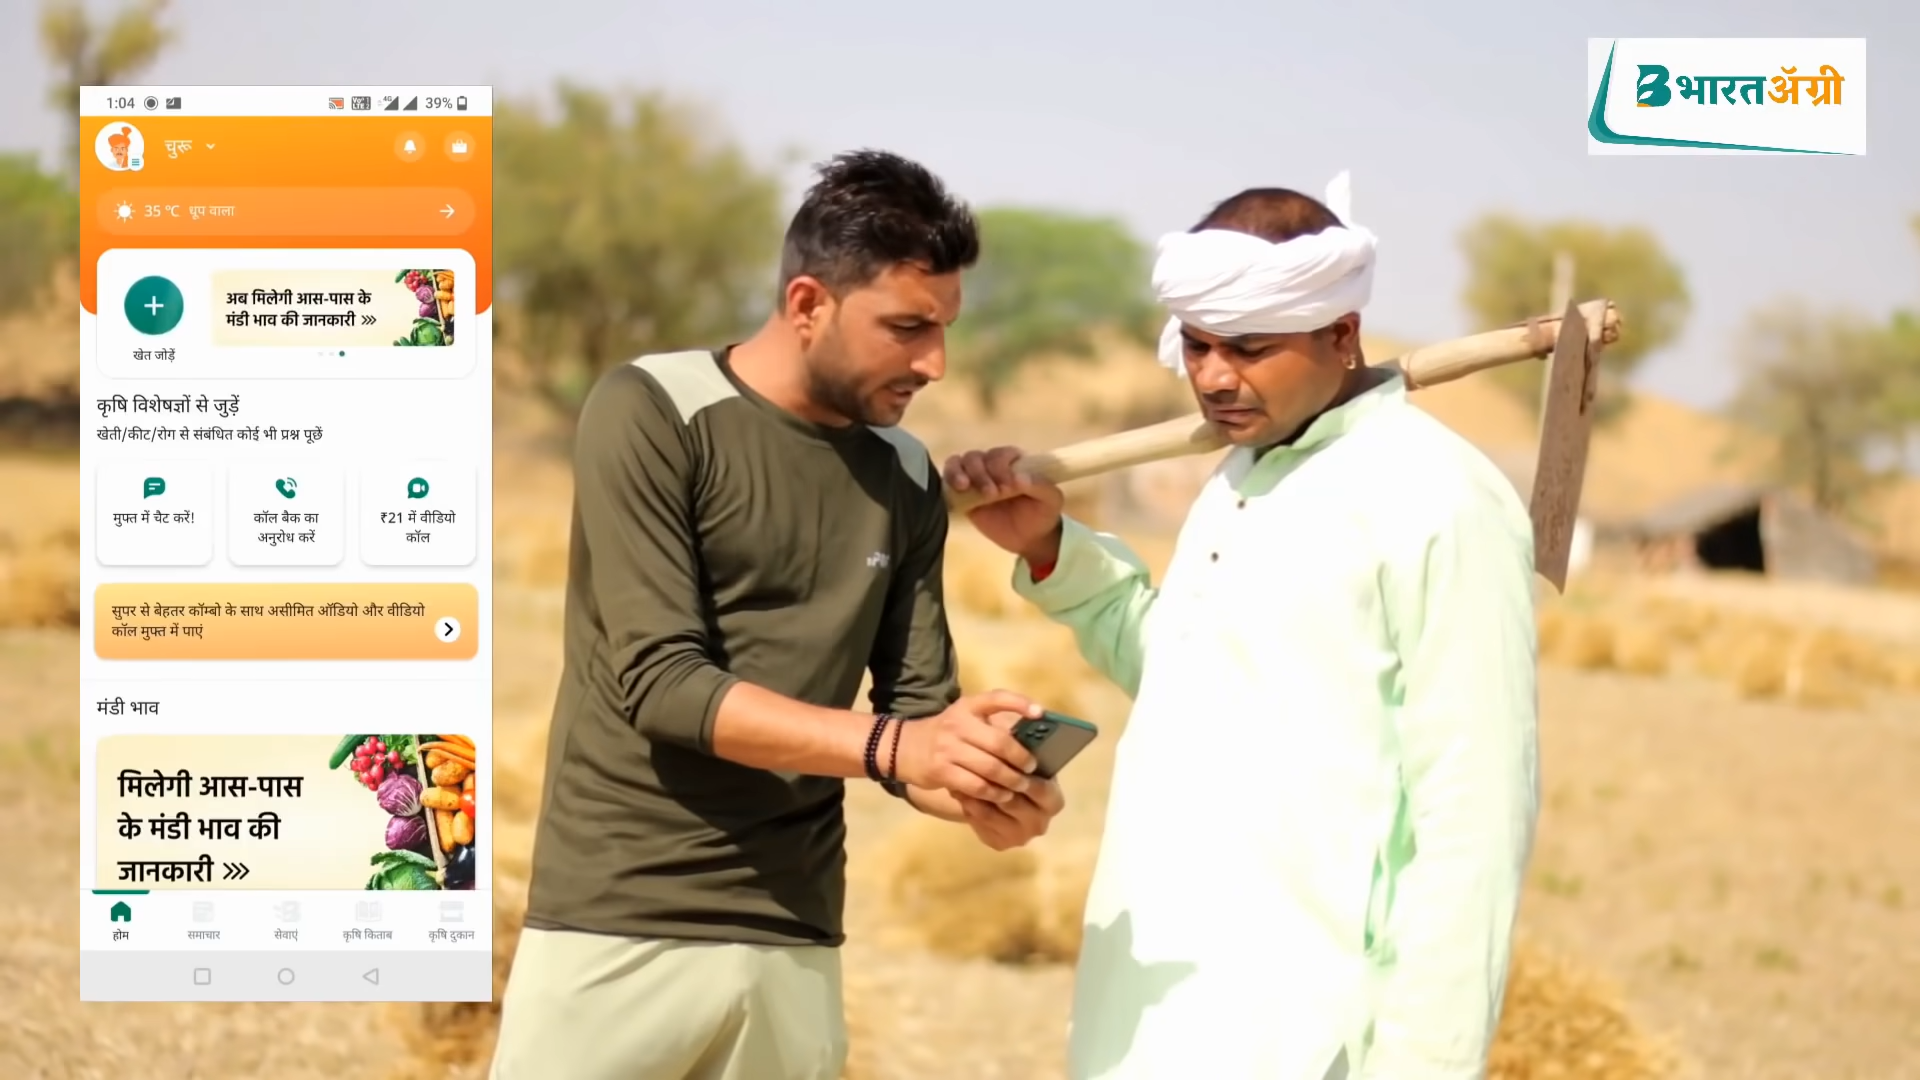 1:04
39%
चुरू
35 °C धूप वाला
अब मिलेगी आस-पास के
मंडी भाव की जानकारी >>>
खेत जोड़ें
कृषि विशेषज्ञों से जुड़ें
खेती/कीट/रोग से संबंधित कोई भी प्रश्न पूछें
मुफ्त में चैट करें!
कॉल बैक का
अनुरोध करें
₹21 में वीडियो
कॉल
सुपर से बेहतर कॉम्बो के साथ असीमित ऑडियो और वीडियो
कॉल मुफ्त में पाएं
मंडी भाव
मिलेगी आस-पास
के मंडी भाव की
जानकारी >>>
होम
समाचार
सेवाएं
कृषि किताब
कृषि दुकान
भारतॲग्री